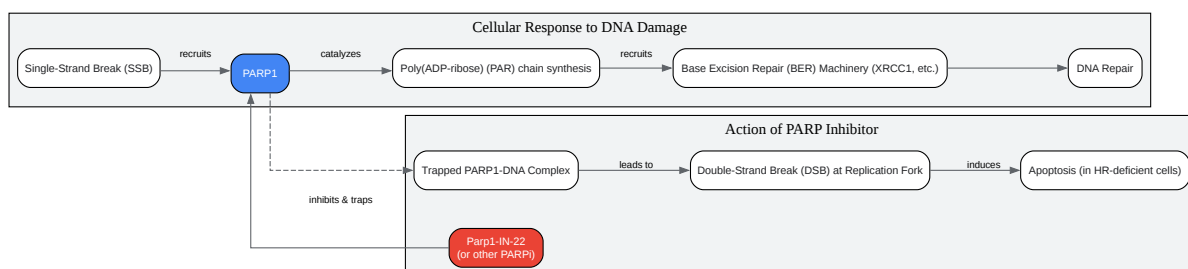 Cellular Response to DNA Damage
Single-Strand Break (SSB)
recruits
PARP1
catalyzes
Poly(ADP-ribose) (PAR) chain synthesis
recruits
Base Excision Repair (BER) Machinery (XRCC1, etc.)
DNA Repair
Action of PARP Inhibitor
Trapped PARP1-DNA Complex
leads to
Double-Strand Break (DSB) at Replication Fork
induces
Apoptosis (in HR-deficient cells)
inhibits & traps
Parp1-IN-22
(or other PARPi)